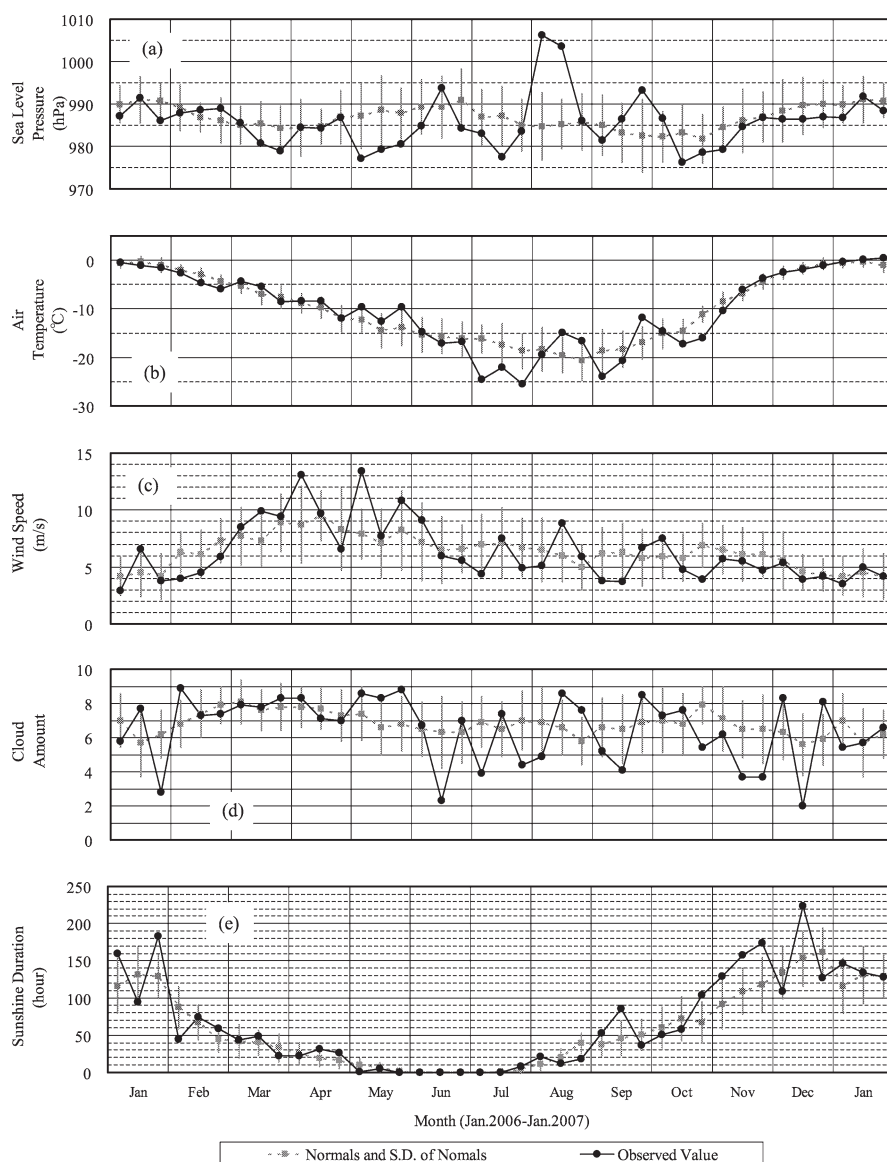 1010
(a)
1000
990
980
970
Sea Level
Pressure
(hPa)
0
-10
-20
-30
(b)
Air
Temperature
(℃)
15
(c)
10
5
0
Wind Speed
(m/s)
10
8
6
4
2
0
(d)
Cloud
Amount
250
(e)
200
150
100
50
0
Sunshine Duration
(hour)
Jan Feb Mar Apr May Jun Jul Aug Sep Oct Nov Dec Jan
Month (Jan.2006-Jan.2007)
Normals and S.D. of Nomals Observed Value